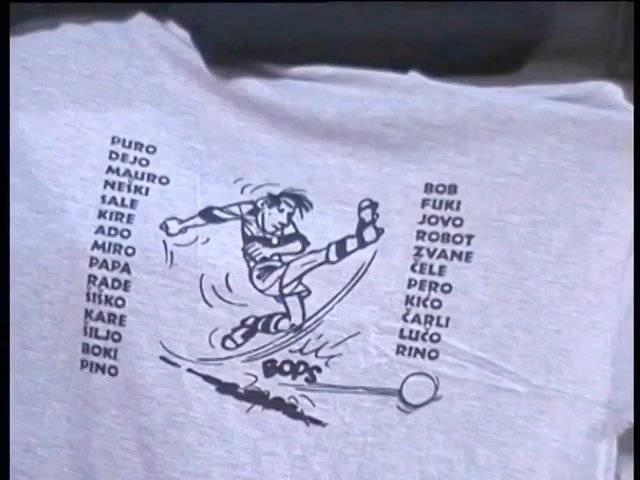 PURO
DEJO
MAURO
NEŠKI
SALE
KIRE
ADO
MIRO
PAPA
RADE
ŠIŠKO
KARE
ŠILJO
BOKI
PINO
BOB
FUKI
JOVO
ROBOT
ZVANE
ČELE
PERO
KIĆO
ČARLI
LUČO
RINO
BOPS